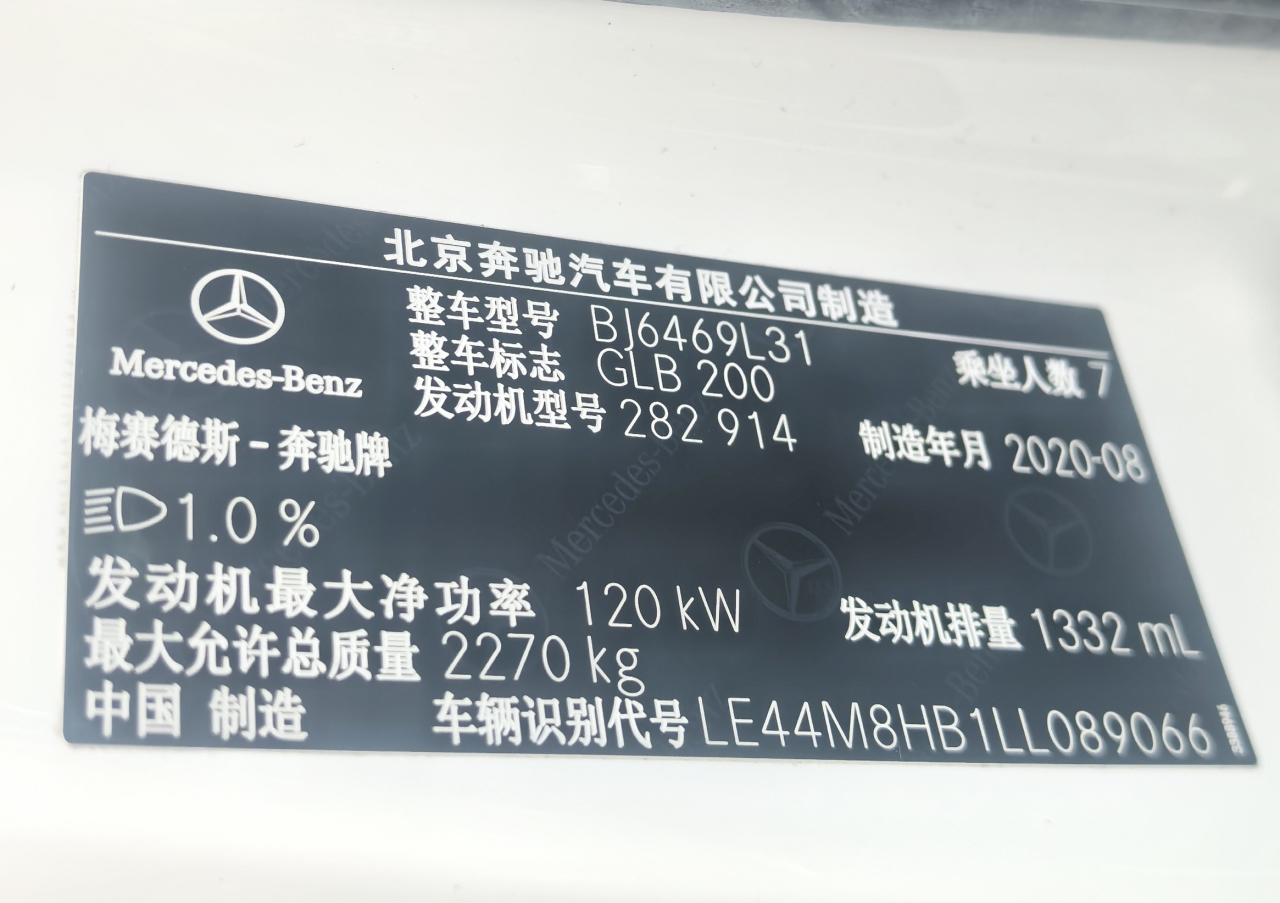 北京奔驰汽车有限公司制造
Mercedes-Benz
整车型号 BJ6469L31
整车标志 GLB 200
乘坐人数 7
发动机型号 282 914
制造年月 2020-08
梅赛德斯-奔驰牌
1.0 %
发动机最大净功率 120 kW
发动机排量 1332 mL
最大允许总质量 2270 kg
中国 制造
车辆识别代号 LE44M8HB1LL089066